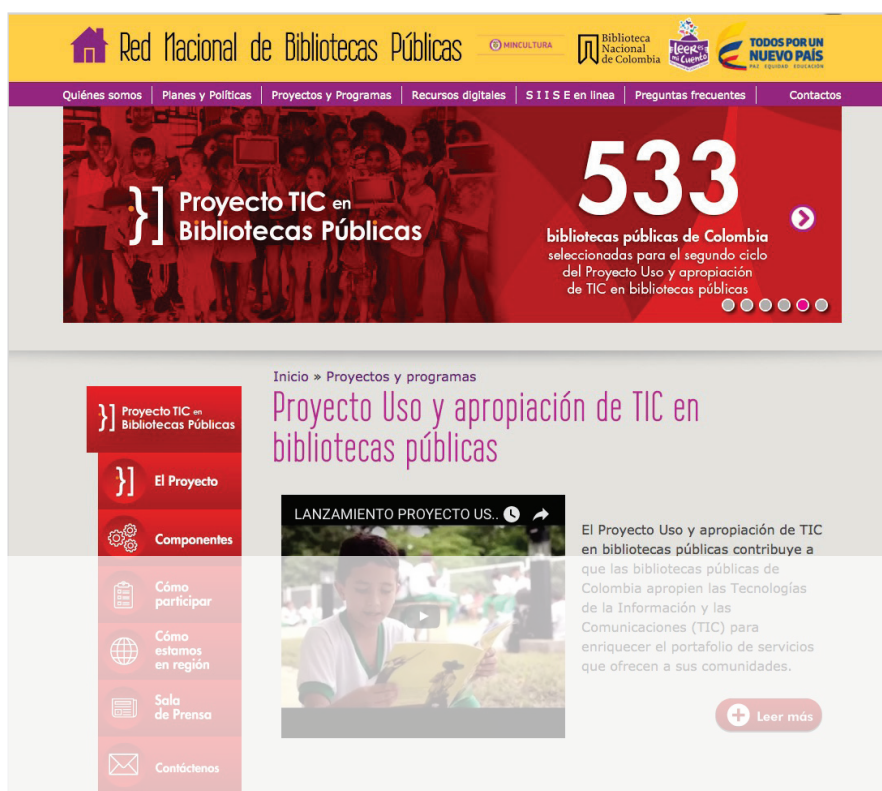 Red Nacional de Bibliotecas Públicas
MINCULTURA
Biblioteca
Nacional
de Colombia
Leer es
mi Cuento
TODOS POR UN
NUEVO PAÍS
PAZ EQUIDAD EDUCACIÓN
Quiénes somos
Planes y Políticas
Proyectos y Programas
Recursos digitales
S I I S E en linea
Preguntas frecuentes
Contactos
Proyecto TIC en
Bibliotecas Públicas
533
bibliotecas públicas de Colombia
seleccionadas para el segundo ciclo
del Proyecto Uso y apropiación
de TIC en bibliotecas públicas
Inicio » Proyectos y programas
Proyecto Uso y apropiación de TIC en
bibliotecas públicas
Proyecto TIC en
Bibliotecas Públicas
El Proyecto
Componentes
Cómo
participar
Cómo
estamos
en región
Sala
de Prensa
Contáctenos
LANZAMIENTO PROYECTO US..
El Proyecto Uso y apropiación de TIC
en bibliotecas públicas contribuye a
que las bibliotecas públicas de
Colombia apropien las Tecnologías
de la Información y las
Comunicaciones (TIC) para
enriquecer el portafolio de servicios
que ofrecen a sus comunidades.
Leer más